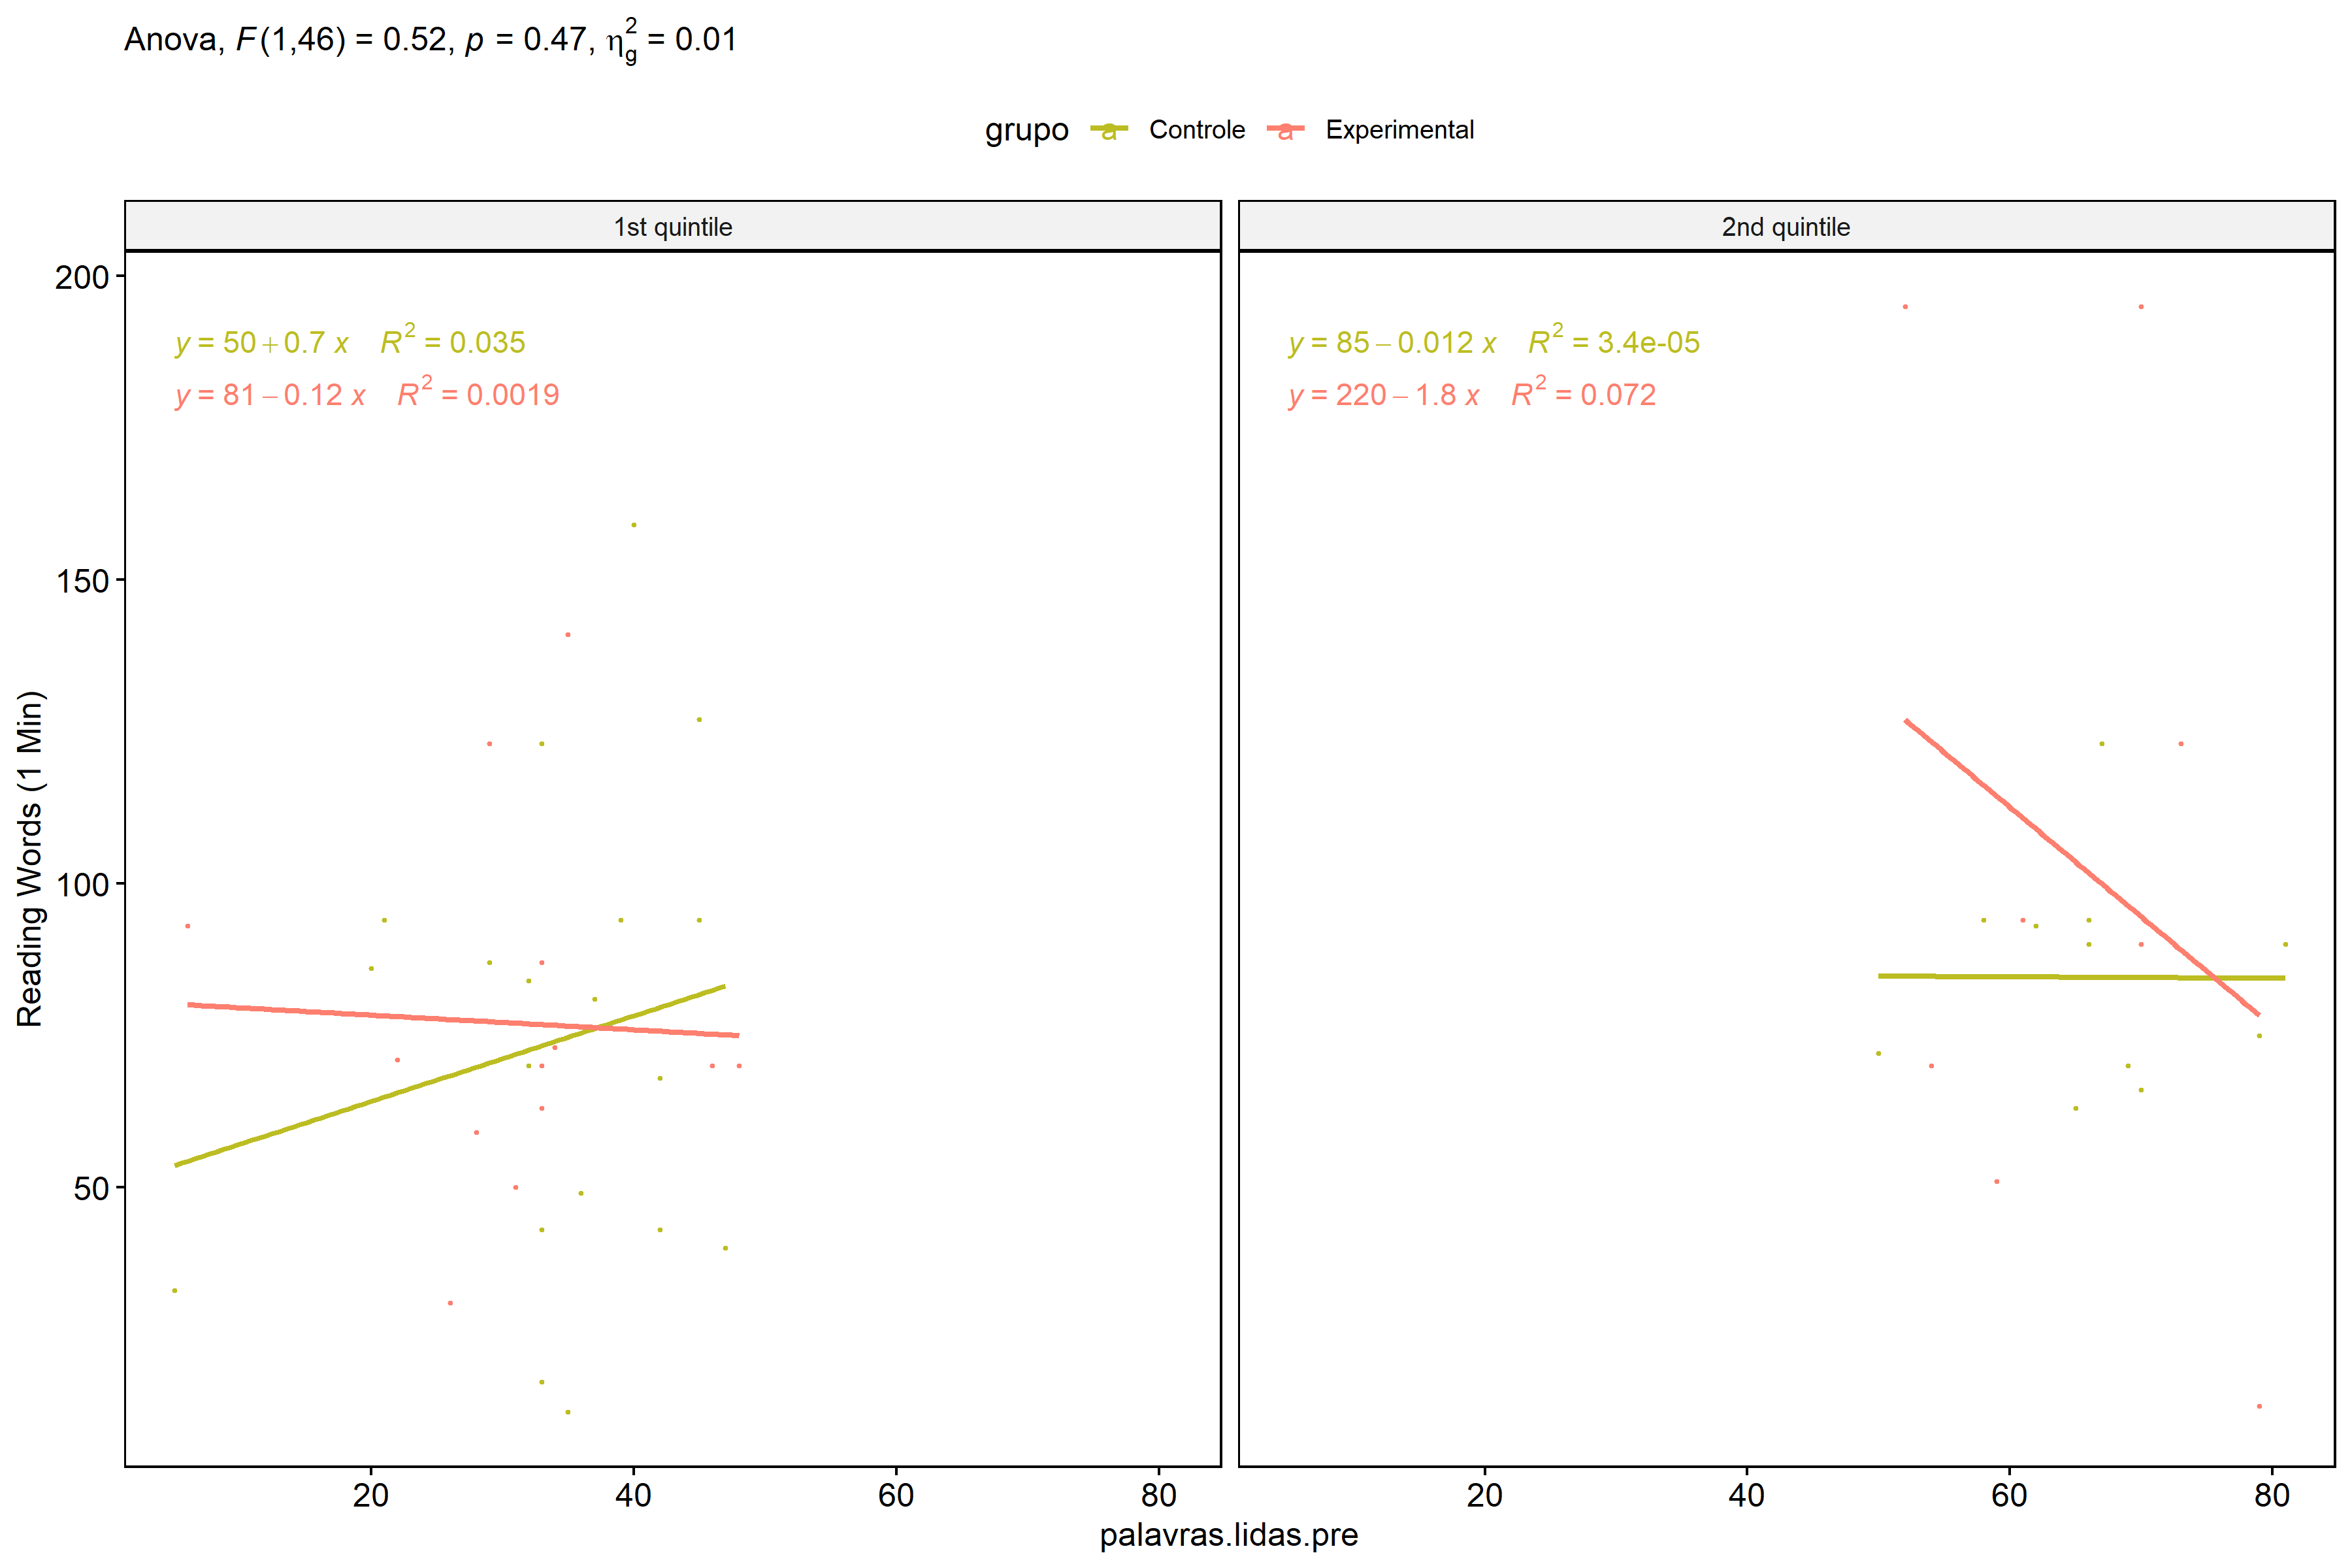 Anova, F(1,46) = 0.52, p = 0.47, η²g = 0.01
grupo a Controle a Experimental
1st quintile
2nd quintile
y = 50 + 0.7 x R² = 0.035
y = 81 − 0.12 x R² = 0.0019
y = 85 − 0.012 x R² = 3.4e-05
y = 220 − 1.8 x R² = 0.072
Reading Words (1 Min)
200
150
100
50
20 40 60 80
20 40 60 80
palavras.lidas.pre